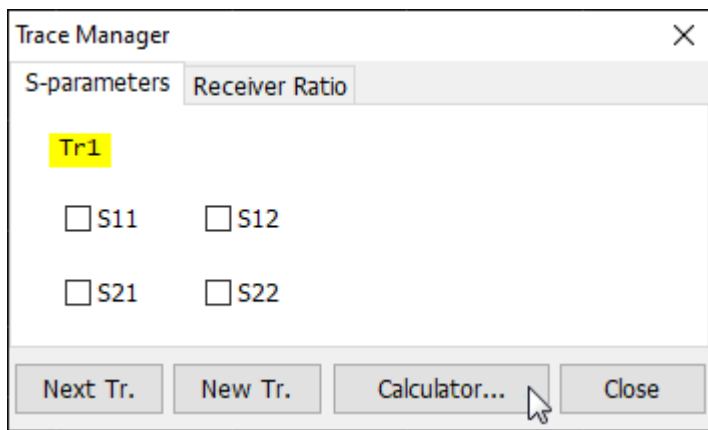 Trace Manager
S-parameters Receiver Ratio
Tr1
S11 S12
S21 S22
Next Tr. New Tr. Calculator... Close